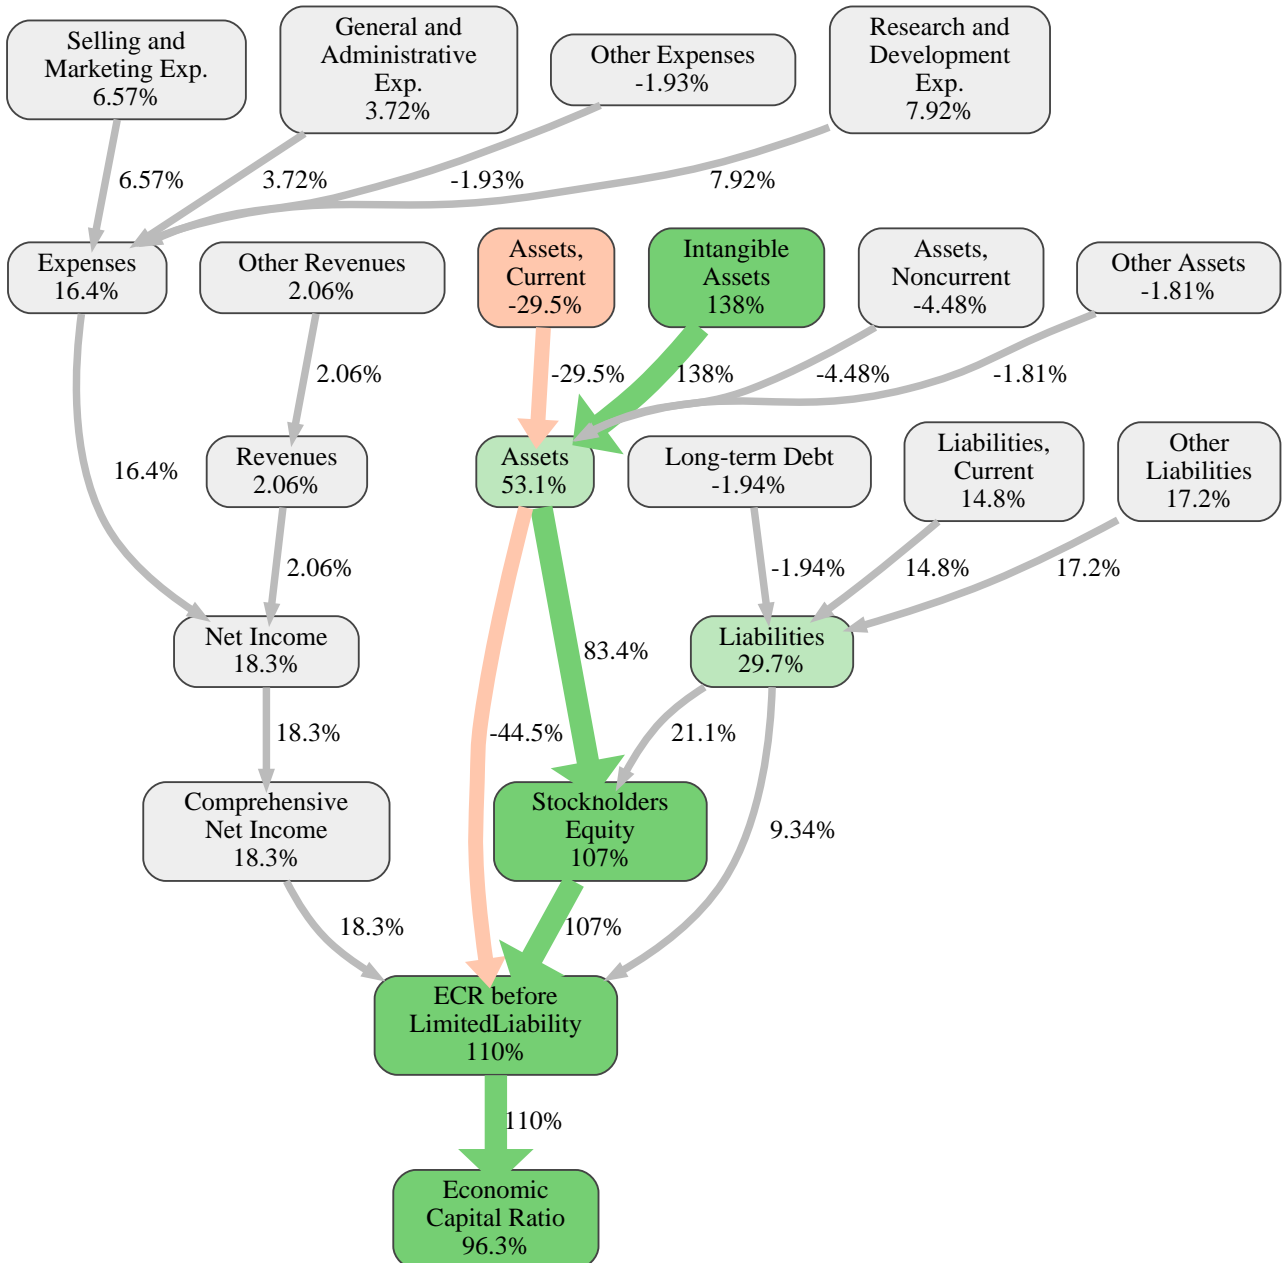 Selling and
Marketing Exp.
6.57%
General and
Administrative
Exp.
3.72%
Other Expenses
-1.93%
Research and
Development
Exp.
7.92%
6.57%
3.72%
-1.93%
7.92%
Expenses
16.4%
Other Revenues
2.06%
Assets,
Current
-29.5%
Intangible
Assets
138%
Assets,
Noncurrent
-4.48%
Other Assets
-1.81%
2.06%
-29.5%
138%
-4.48%
-1.81%
16.4%
Revenues
2.06%
Assets
53.1%
Long-term Debt
-1.94%
Liabilities,
Current
14.8%
Other
Liabilities
17.2%
2.06%
-1.94%
14.8%
17.2%
Net Income
18.3%
83.4%
Liabilities
29.7%
18.3%
-44.5%
21.1%
Comprehensive
Net Income
18.3%
Stockholders
Equity
107%
9.34%
18.3%
107%
ECR before
LimitedLiability
110%
110%
Economic
Capital Ratio
96.3%